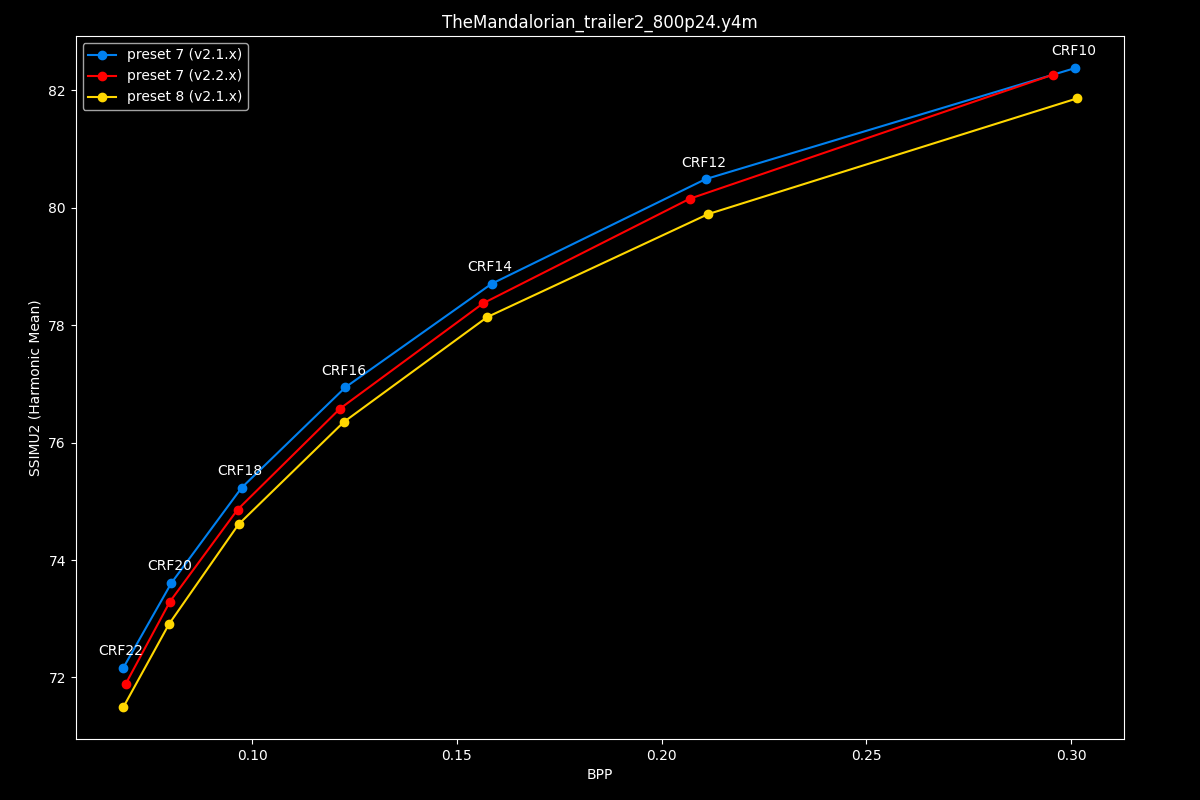 TheMandalorian_trailer2_800p24.y4m
preset 7 (v2.1.x)
preset 7 (v2.2.x)
preset 8 (v2.1.x)
CRF10
CRF12
CRF14
CRF16
CRF18
CRF20
CRF22
82
80
78
76
74
72
SSIMU2 (Harmonic Mean)
0.10
0.15
0.20
0.25
0.30
BPP